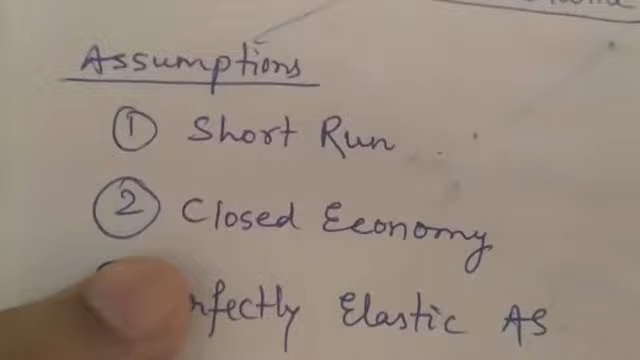 Assumptions
① Short Run
② Closed Economy
rfectly Elastic AS